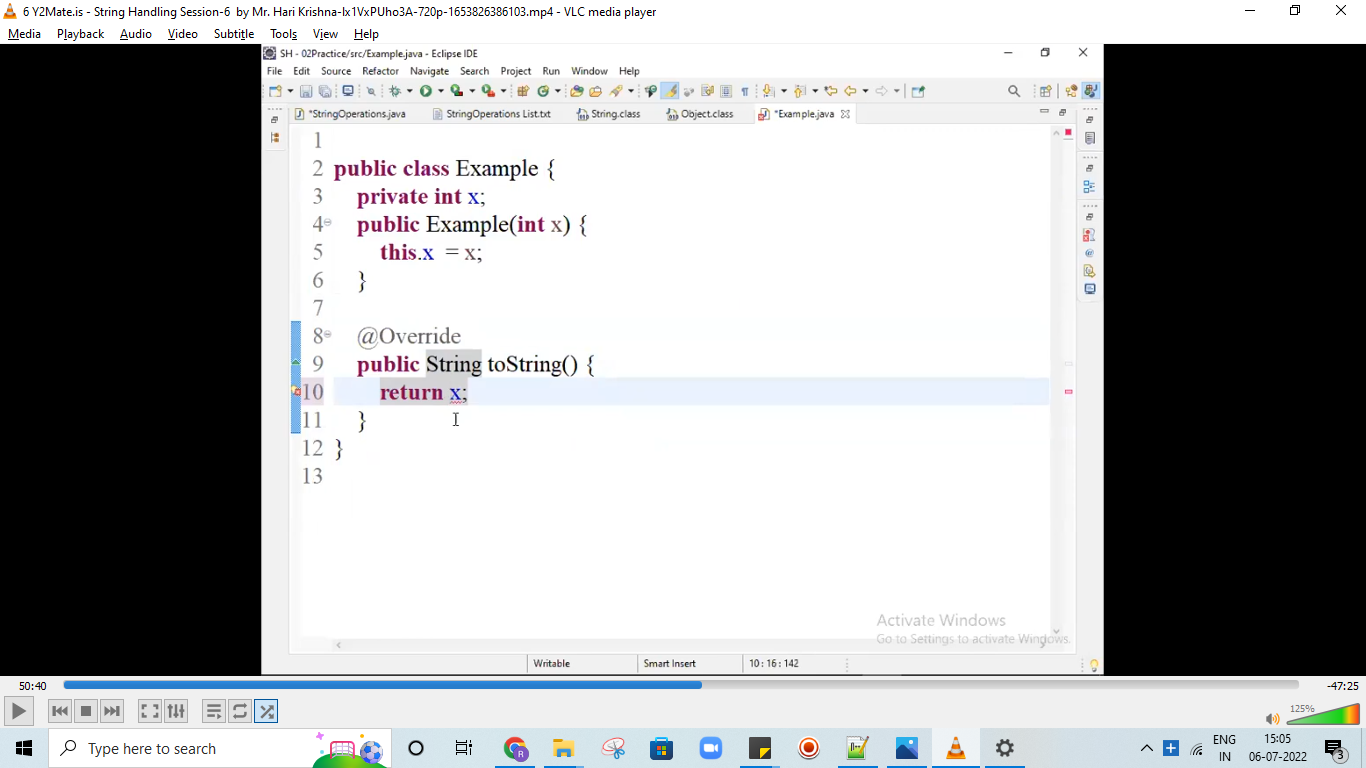 6 Y2Mate.is - String Handling Session-6 by Mr. Hari Krishna-lx1VxPUho3A-720p-1653826386103.mp4 - VLC media player
Media Playback Audio Video Subtitle Tools View Help
SH - 02Practice/src/Example.java - Eclipse IDE
File Edit Source Refactor Navigate Search Project Run Window Help
*StringOperations.java StringOperations List.txt String.class Object.class *Example.java
1
2 public class Example {
3 private int x;
4 public Example(int x) {
5 this.x = x;
6 }
7
8 @Override
9 public String toString() {
10 return x;
11 }
12 }
13
Activate Windows
Go to Settings to activate Windows.
Writable Smart Insert 10 : 16 : 142
50:40 -47:25
125%
Type here to search
ENG 15:05
IN 06-07-2022 3